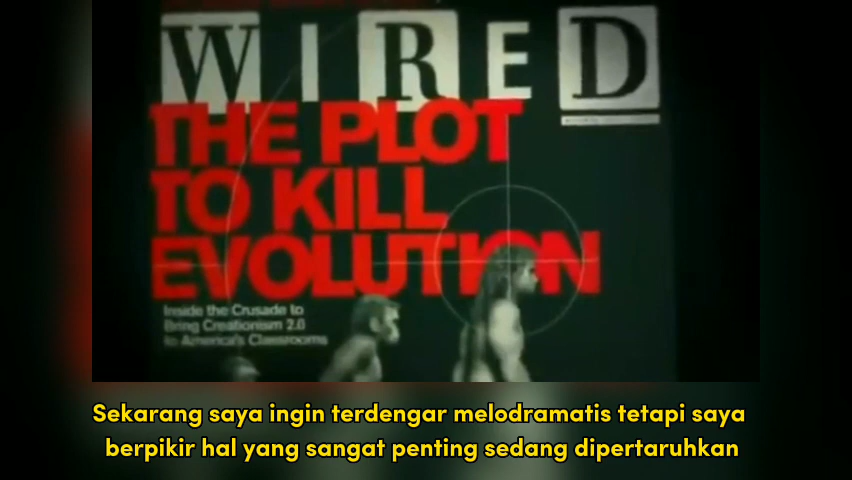 WIRED
THE PLOT
TO KILL
EVOLUTION
Inside the Crusade to
Bring Creationism 2.0
to America's Classrooms
Sekarang saya ingin terdengar melodramatis tetapi saya
berpikir hal yang sangat penting sedang dipertaruhkan